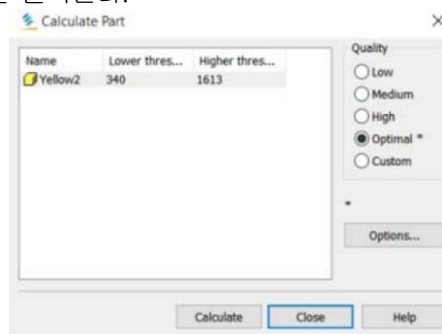 Calculate Part
Quality
Name Lower thres... Higher thres...
Yellow2 340 1613
Low
Medium
High
Optimal *
Custom
*
Options...
Calculate Close Help